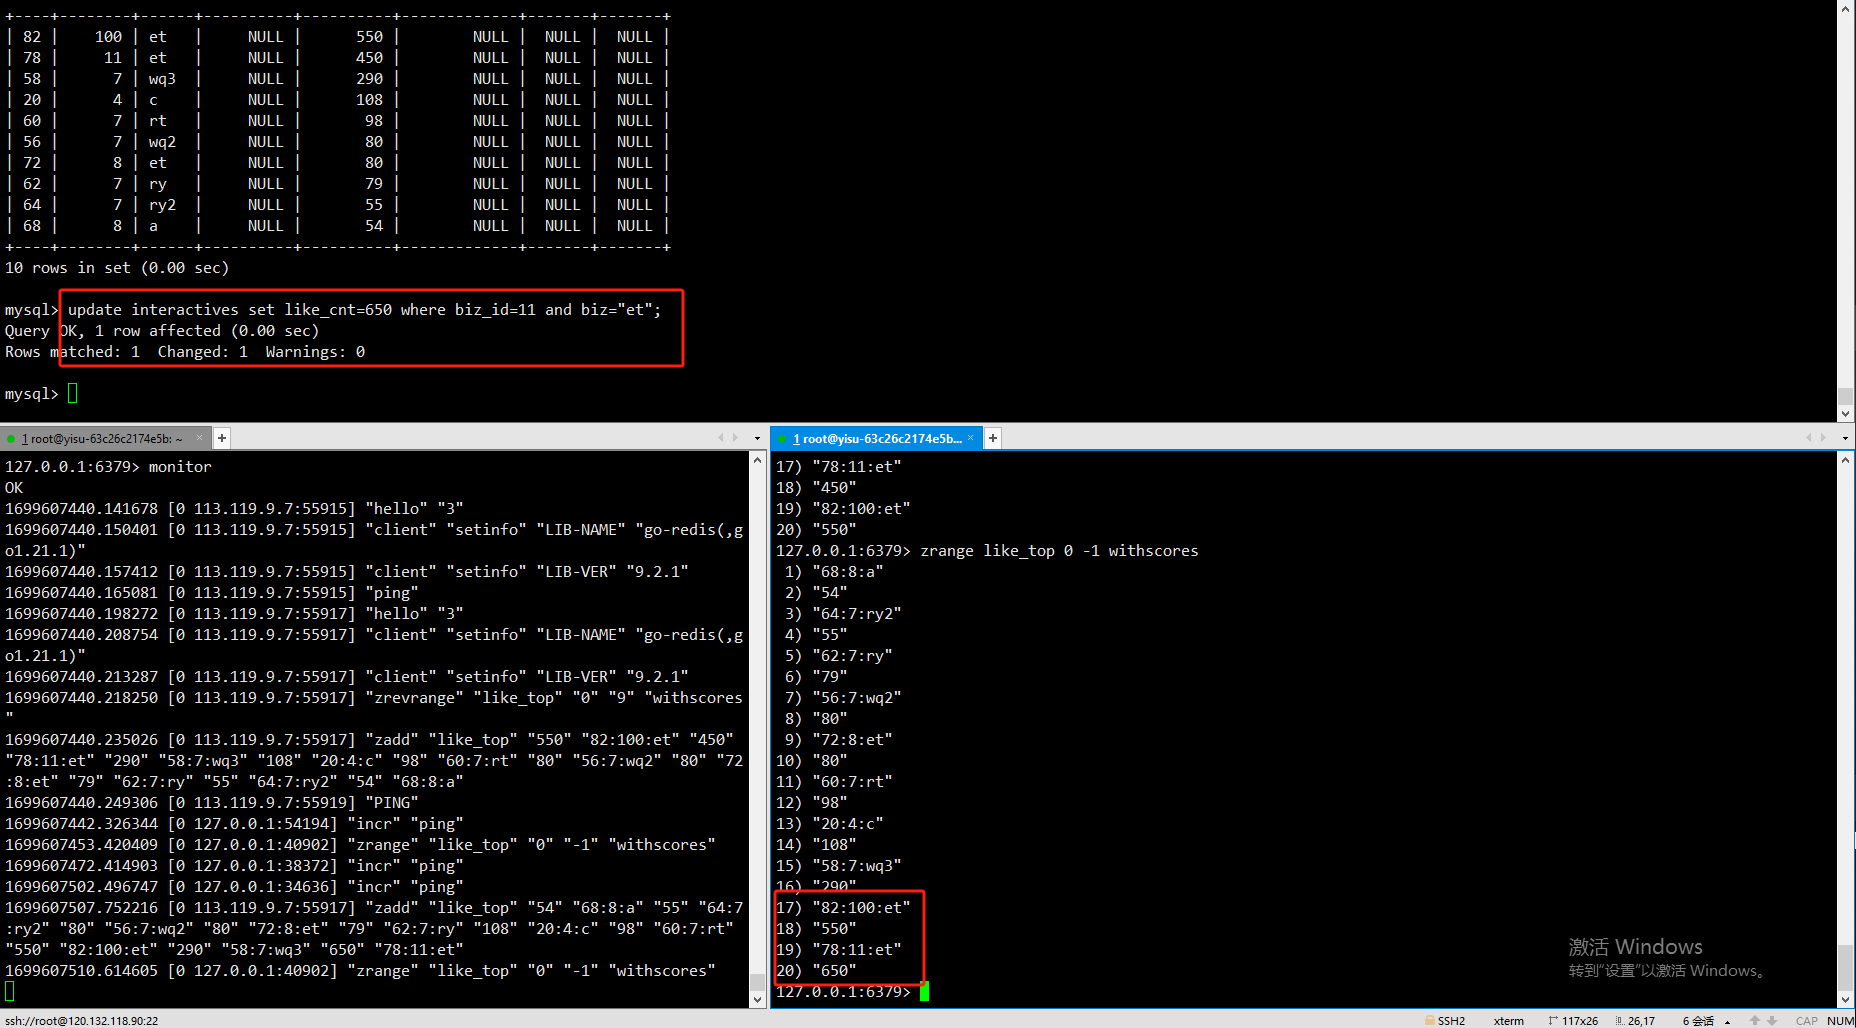 +----+--------+------+----------+----------+-------------+-------+-------+
| 82 |    100 | et   |     NULL |      550 |        NULL |  NULL |  NULL |
| 78 |     11 | et   |     NULL |      450 |        NULL |  NULL |  NULL |
| 58 |      7 | wq3  |     NULL |      290 |        NULL |  NULL |  NULL |
| 20 |      4 | c    |     NULL |      108 |        NULL |  NULL |  NULL |
| 60 |      7 | rt   |     NULL |       98 |        NULL |  NULL |  NULL |
| 56 |      7 | wq2  |     NULL |       80 |        NULL |  NULL |  NULL |
| 72 |      8 | et   |     NULL |       80 |        NULL |  NULL |  NULL |
| 62 |      7 | ry   |     NULL |       79 |        NULL |  NULL |  NULL |
| 64 |      7 | ry2  |     NULL |       55 |        NULL |  NULL |  NULL |
| 68 |      8 | a    |     NULL |       54 |        NULL |  NULL |  NULL |
+----+--------+------+----------+----------+-------------+-------+-------+
10 rows in set (0.00 sec)
mysql> update interactives set like_cnt=650 where biz_id=11 and biz="et";
Query OK, 1 row affected (0.00 sec)
Rows matched: 1  Changed: 1  Warnings: 0
mysql>
1 root@yisu-63c26c2174e5b: ~ × +
127.0.0.1:6379> monitor
OK
1699607440.141678 [0 113.119.9.7:55915] "hello" "3"
1699607440.150401 [0 113.119.9.7:55915] "client" "setinfo" "LIB-NAME" "go-redis(,g
o1.21.1)"
1699607440.157412 [0 113.119.9.7:55915] "client" "setinfo" "LIB-VER" "9.2.1"
1699607440.165081 [0 113.119.9.7:55915] "ping"
1699607440.198272 [0 113.119.9.7:55917] "hello" "3"
1699607440.208754 [0 113.119.9.7:55917] "client" "setinfo" "LIB-NAME" "go-redis(,g
o1.21.1)"
1699607440.213287 [0 113.119.9.7:55917] "client" "setinfo" "LIB-VER" "9.2.1"
1699607440.218250 [0 113.119.9.7:55917] "zrevrange" "like_top" "0" "9" "withscores
"
1699607440.235026 [0 113.119.9.7:55917] "zadd" "like_top" "550" "82:100:et" "450"
"78:11:et" "290" "58:7:wq3" "108" "20:4:c" "98" "60:7:rt" "80" "56:7:wq2" "80" "72
:8:et" "79" "62:7:ry" "55" "64:7:ry2" "54" "68:8:a"
1699607440.249306 [0 113.119.9.7:55919] "PING"
1699607442.326344 [0 127.0.0.1:54194] "incr" "ping"
1699607453.420409 [0 127.0.0.1:40902] "zrange" "like_top" "0" "-1" "withscores"
1699607472.414903 [0 127.0.0.1:38372] "incr" "ping"
1699607502.496747 [0 127.0.0.1:34636] "incr" "ping"
1699607507.752216 [0 113.119.9.7:55917] "zadd" "like_top" "54" "68:8:a" "55" "64:7
:ry2" "80" "56:7:wq2" "80" "72:8:et" "79" "62:7:ry" "108" "20:4:c" "98" "60:7:rt"
"550" "82:100:et" "290" "58:7:wq3" "650" "78:11:et"
1699607510.614605 [0 127.0.0.1:40902] "zrange" "like_top" "0" "-1" "withscores"
1 root@yisu-63c26c2174e5b... × +
17) "78:11:et"
18) "450"
19) "82:100:et"
20) "550"
127.0.0.1:6379> zrange like_top 0 -1 withscores
1) "68:8:a"
2) "54"
3) "64:7:ry2"
4) "55"
5) "62:7:ry"
6) "79"
7) "56:7:wq2"
8) "80"
9) "72:8:et"
10) "80"
11) "60:7:rt"
12) "98"
13) "20:4:c"
14) "108"
15) "58:7:wq3"
16) "290"
17) "82:100:et"
18) "550"
19) "78:11:et"
20) "650"
127.0.0.1:6379>
激活 Windows
转到"设置"以激活 Windows。
ssh://root@120.132.118.90:22 SSH2 xterm 117x26 26,17 6 会话 CAP NUM